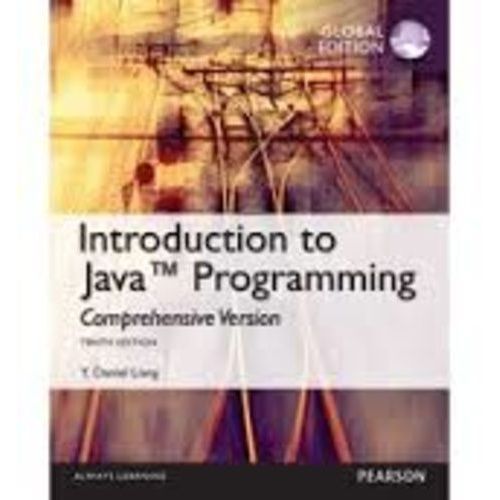 GLOBAL
EDITION
Introduction to
Java™ Programming
Comprehensive Version
TENTH EDITION
Y. Daniel Liang
ALWAYS LEARNING
PEARSON